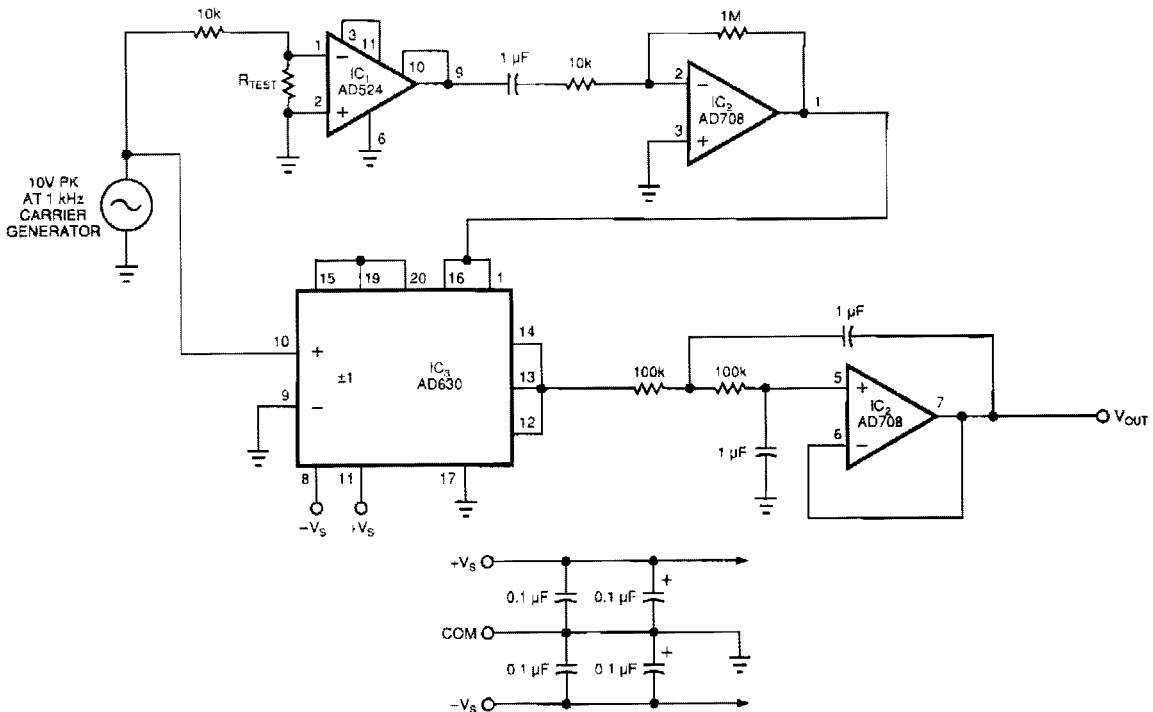 10k
1M
1
3
11
10
9
1 µF
10k
2
1
R_TEST
IC₁
AD524
2
6
IC₂
AD708
3
10V PK
AT 1 kHz
CARRIER
GENERATOR
15
19
20
16
1
14
1 µF
10
±1
IC₃
AD630
13
100k
100k
5
IC₂
AD708
7
V_OUT
9
12
6
8
11
17
1 µF
−V_S
+V_S
+V_S
0.1 µF
0.1 µF
COM
0.1 µF
0.1 µF
−V_S